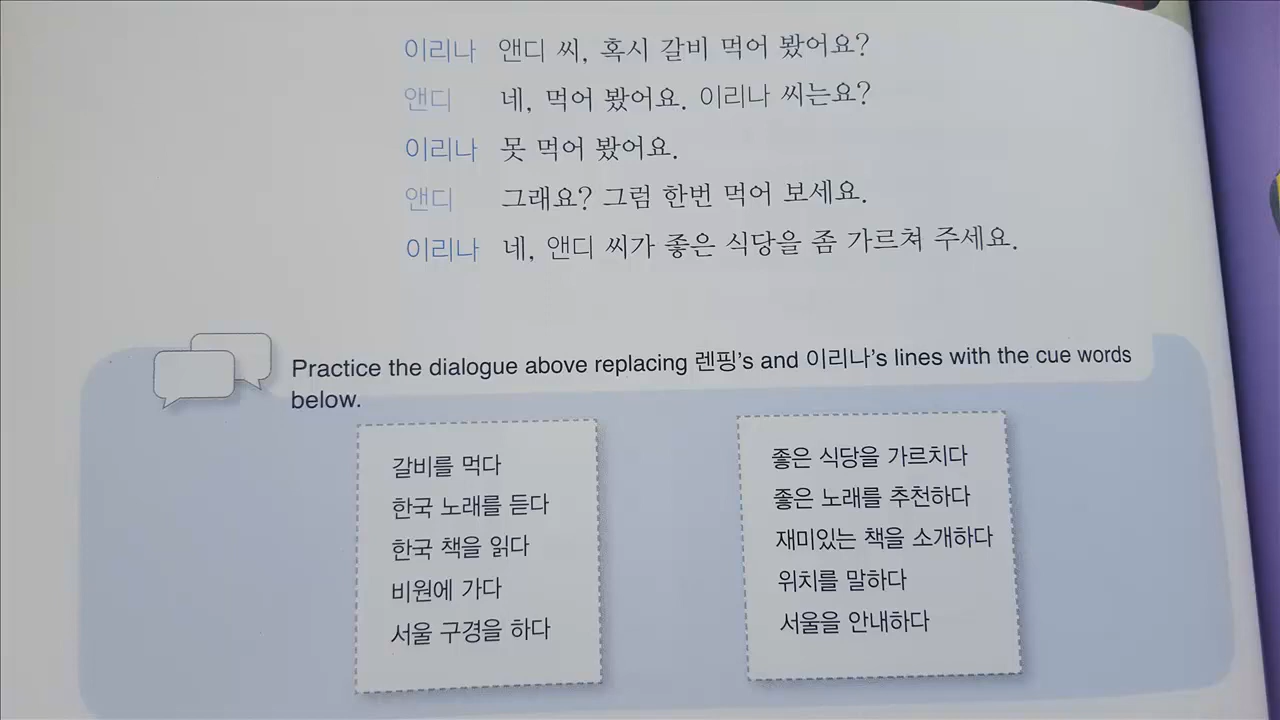 이리나 앤디 씨, 혹시 갈비 먹어 봤어요?
앤디 네, 먹어 봤어요. 이리나 씨는요?
이리나 못 먹어 봤어요.
앤디 그래요? 그럼 한번 먹어 보세요.
이리나 네, 앤디 씨가 좋은 식당을 좀 가르쳐 주세요.
Practice the dialogue above replacing 렌핑's and 이리나's lines with the cue words
below.
갈비를 먹다
한국 노래를 듣다
한국 책을 읽다
비원에 가다
서울 구경을 하다
좋은 식당을 가르치다
좋은 노래를 추천하다
재미있는 책을 소개하다
위치를 말하다
서울을 안내하다